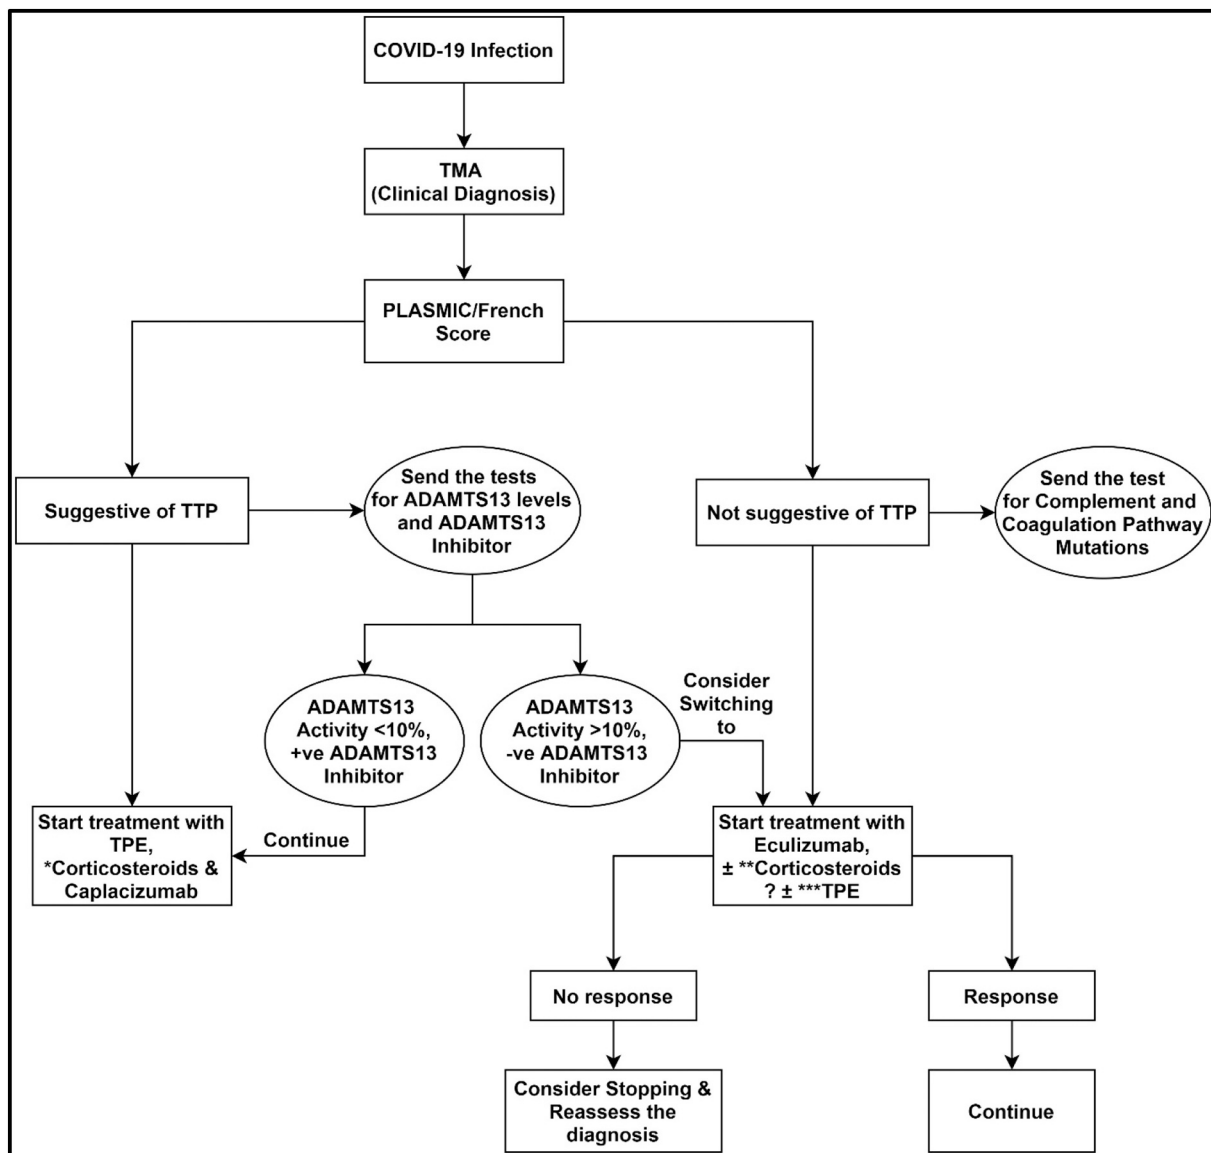 COVID-19 Infection
TMA
(Clinical Diagnosis)
PLASMIC/French
Score
Suggestive of TTP
Send the tests
for ADAMTS13 levels
and ADAMTS13
Inhibitor
Not suggestive of TTP
Send the test
for Complement and
Coagulation Pathway
Mutations
ADAMTS13
Activity <10%,
+ve ADAMTS13
Inhibitor
ADAMTS13
Activity >10%,
-ve ADAMTS13
Inhibitor
Consider
Switching
to
Start treatment with
TPE,
*Corticosteroids &
Caplacizumab
Continue
Start treatment with
Eculizumab,
± **Corticosteroids
? ± ***TPE
No response
Response
Consider Stopping &
Reassess the
diagnosis
Continue